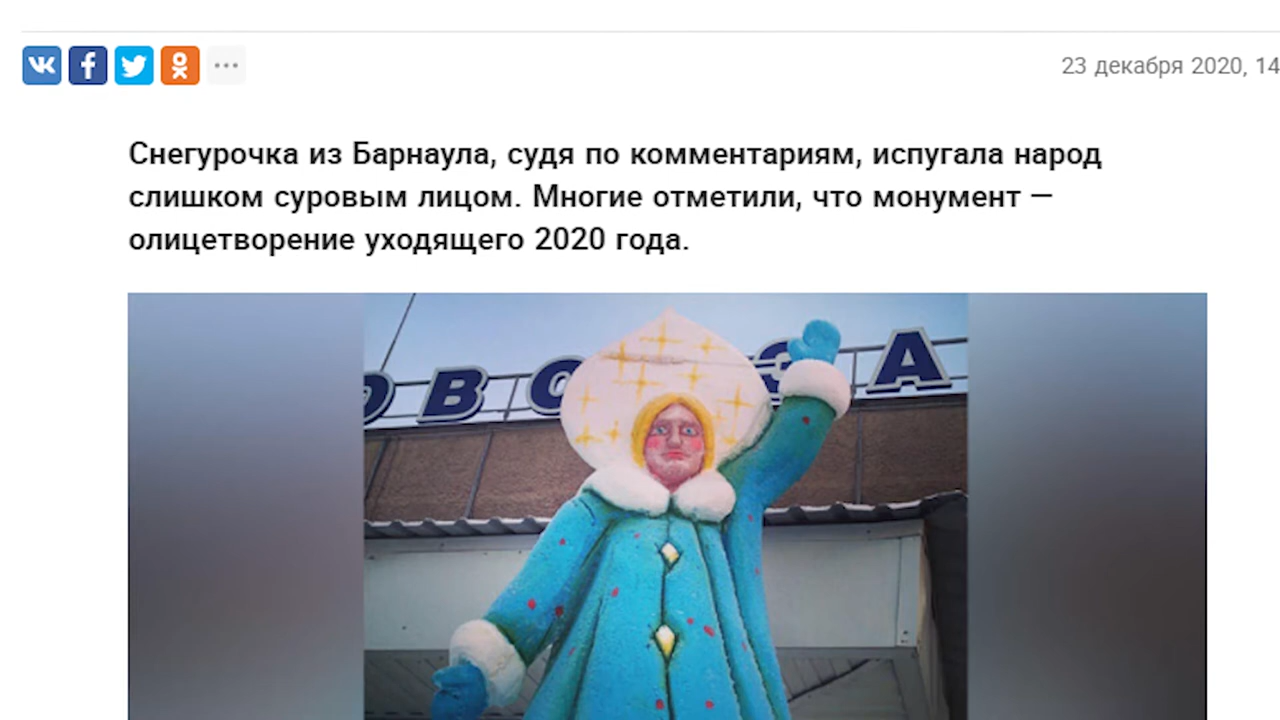 23 декабря 2020, 14
Снегурочка из Барнаула, судя по комментариям, испугала народ
слишком суровым лицом. Многие отметили, что монумент —
олицетворение уходящего 2020 года.